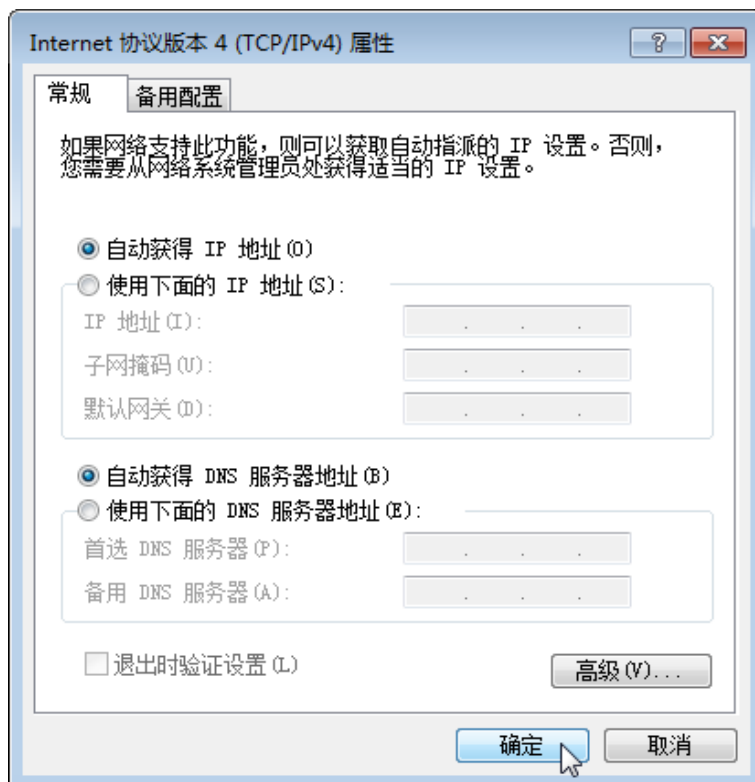 Internet 协议版本 4 (TCP/IPv4) 属性
常规 备用配置
如果网络支持此功能，则可以获取自动指派的 IP 设置。否则，
您需要从网络系统管理员处获得适当的 IP 设置。
自动获得 IP 地址(O)
使用下面的 IP 地址(S):
IP 地址(I):
子网掩码(U):
默认网关(D):
自动获得 DNS 服务器地址(B)
使用下面的 DNS 服务器地址(E):
首选 DNS 服务器(P):
备用 DNS 服务器(A):
退出时验证设置(L)
高级(V)...
确定 取消